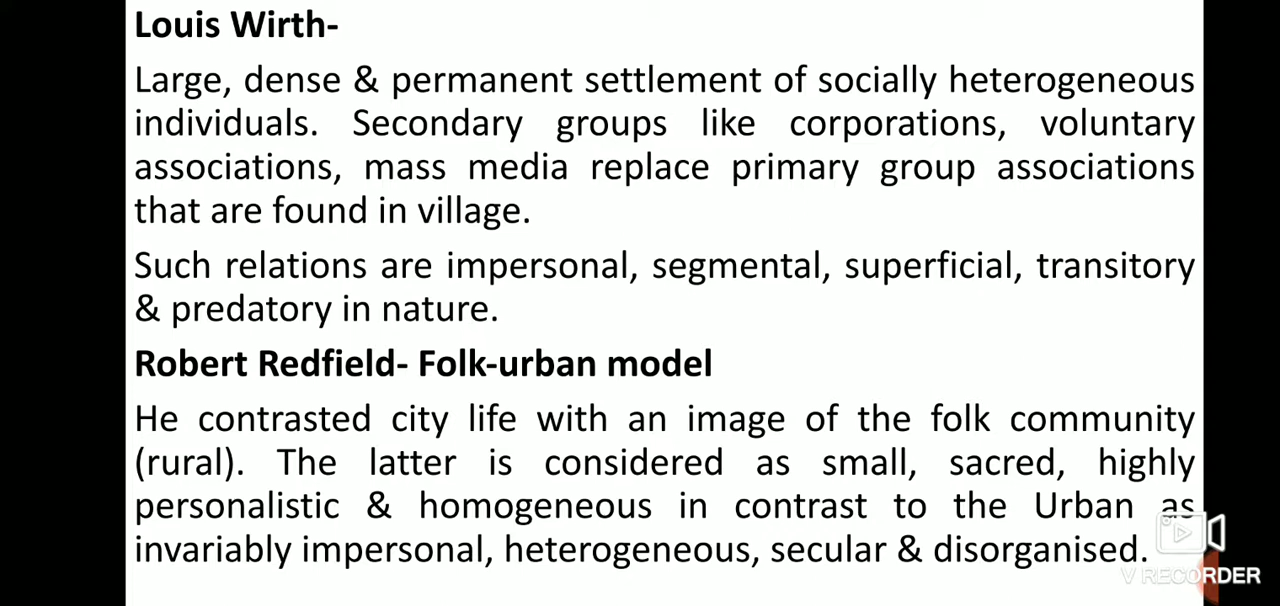 Louis Wirth-
Large, dense & permanent settlement of socially heterogeneous
individuals. Secondary groups like corporations, voluntary
associations, mass media replace primary group associations
that are found in village.
Such relations are impersonal, segmental, superficial, transitory
& predatory in nature.
Robert Redfield- Folk-urban model
He contrasted city life with an image of the folk community
(rural). The latter is considered as small, sacred, highly
personalistic & homogeneous in contrast to the Urban as
invariably impersonal, heterogeneous, secular & disorganised.
V RECORDER